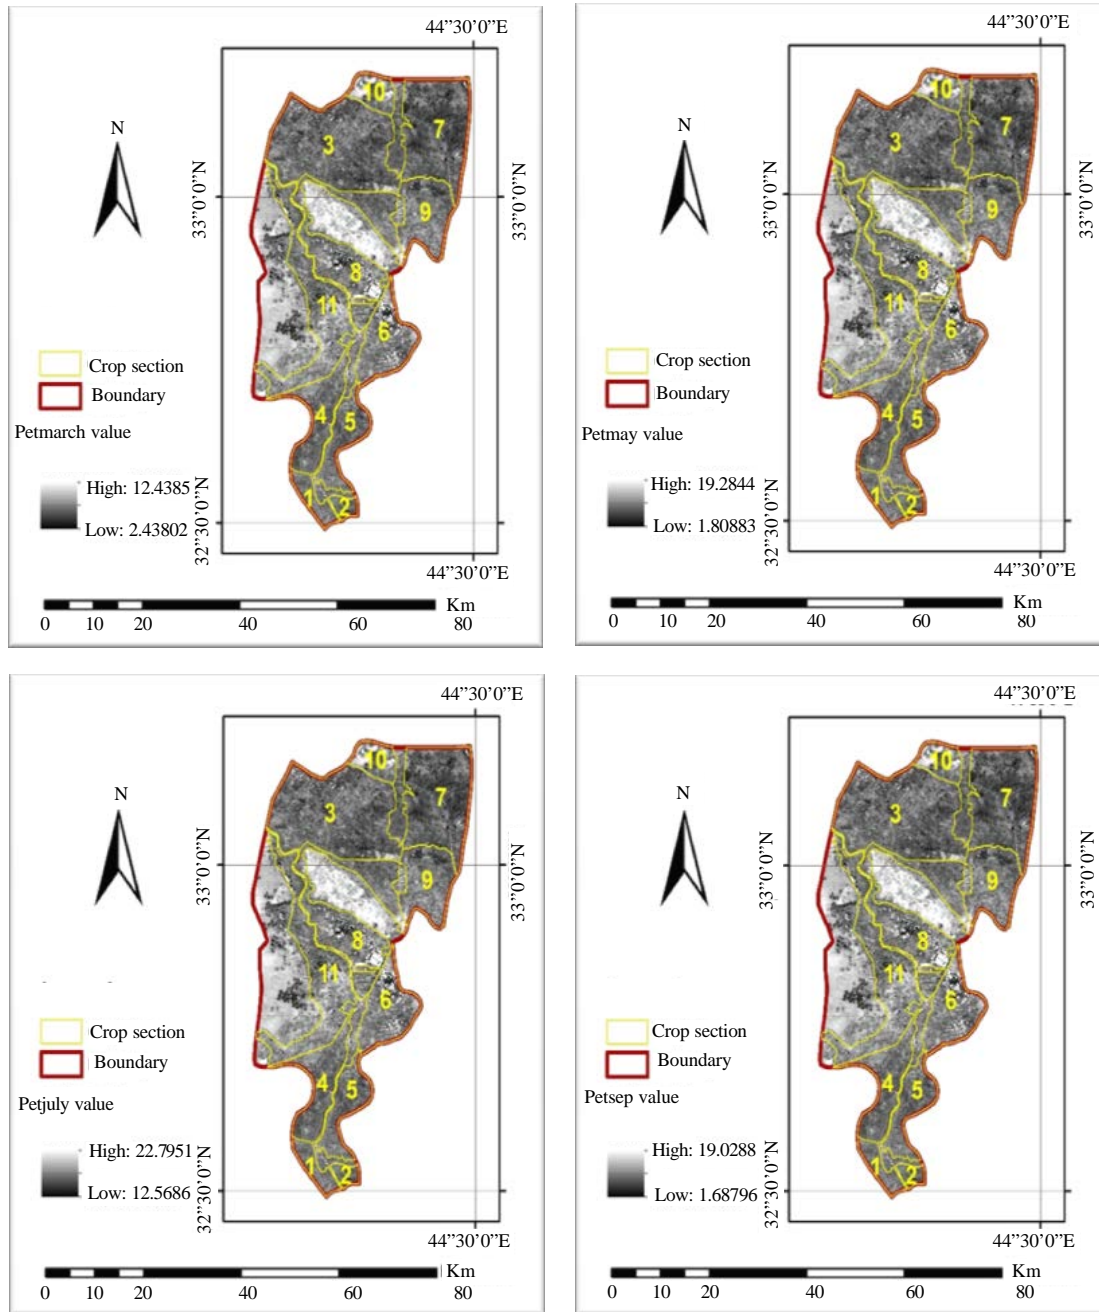 44"30'0"E
10
7
3
N
33"0'0"N
33"0'0"N
9
8
11
6
Crop section
Boundary
4
5
Petmarch value
High: 12.4385
1
2
Low: 2.43802
32"30'0"N
44"30'0"E
Km
0 10 20 40 60 80
44"30'0"E
10
7
3
N
33"0'0"N
33"0'0"N
9
8
11
6
Crop section
Boundary
4
5
Petmay value
High: 19.2844
1
2
Low: 1.80883
32"30'0"N
44"30'0"E
Km
0 10 20 40 60 80
44"30'0"E
10
7
3
N
33"0'0"N
33"0'0"N
9
8
11
6
Crop section
Boundary
4
5
Petjuly value
High: 22.7951
1
2
Low: 12.5686
32"30'0"N
44"30'0"E
Km
0 10 20 40 60 80
44"30'0"E
10
7
3
N
33"0'0"N
33"0'0"N
9
8
11
6
Crop section
Boundary
4
5
Petsep value
High: 19.0288
1
2
Low: 1.68796
32"30'0"N
44"30'0"E
Km
0 10 20 40 60 80